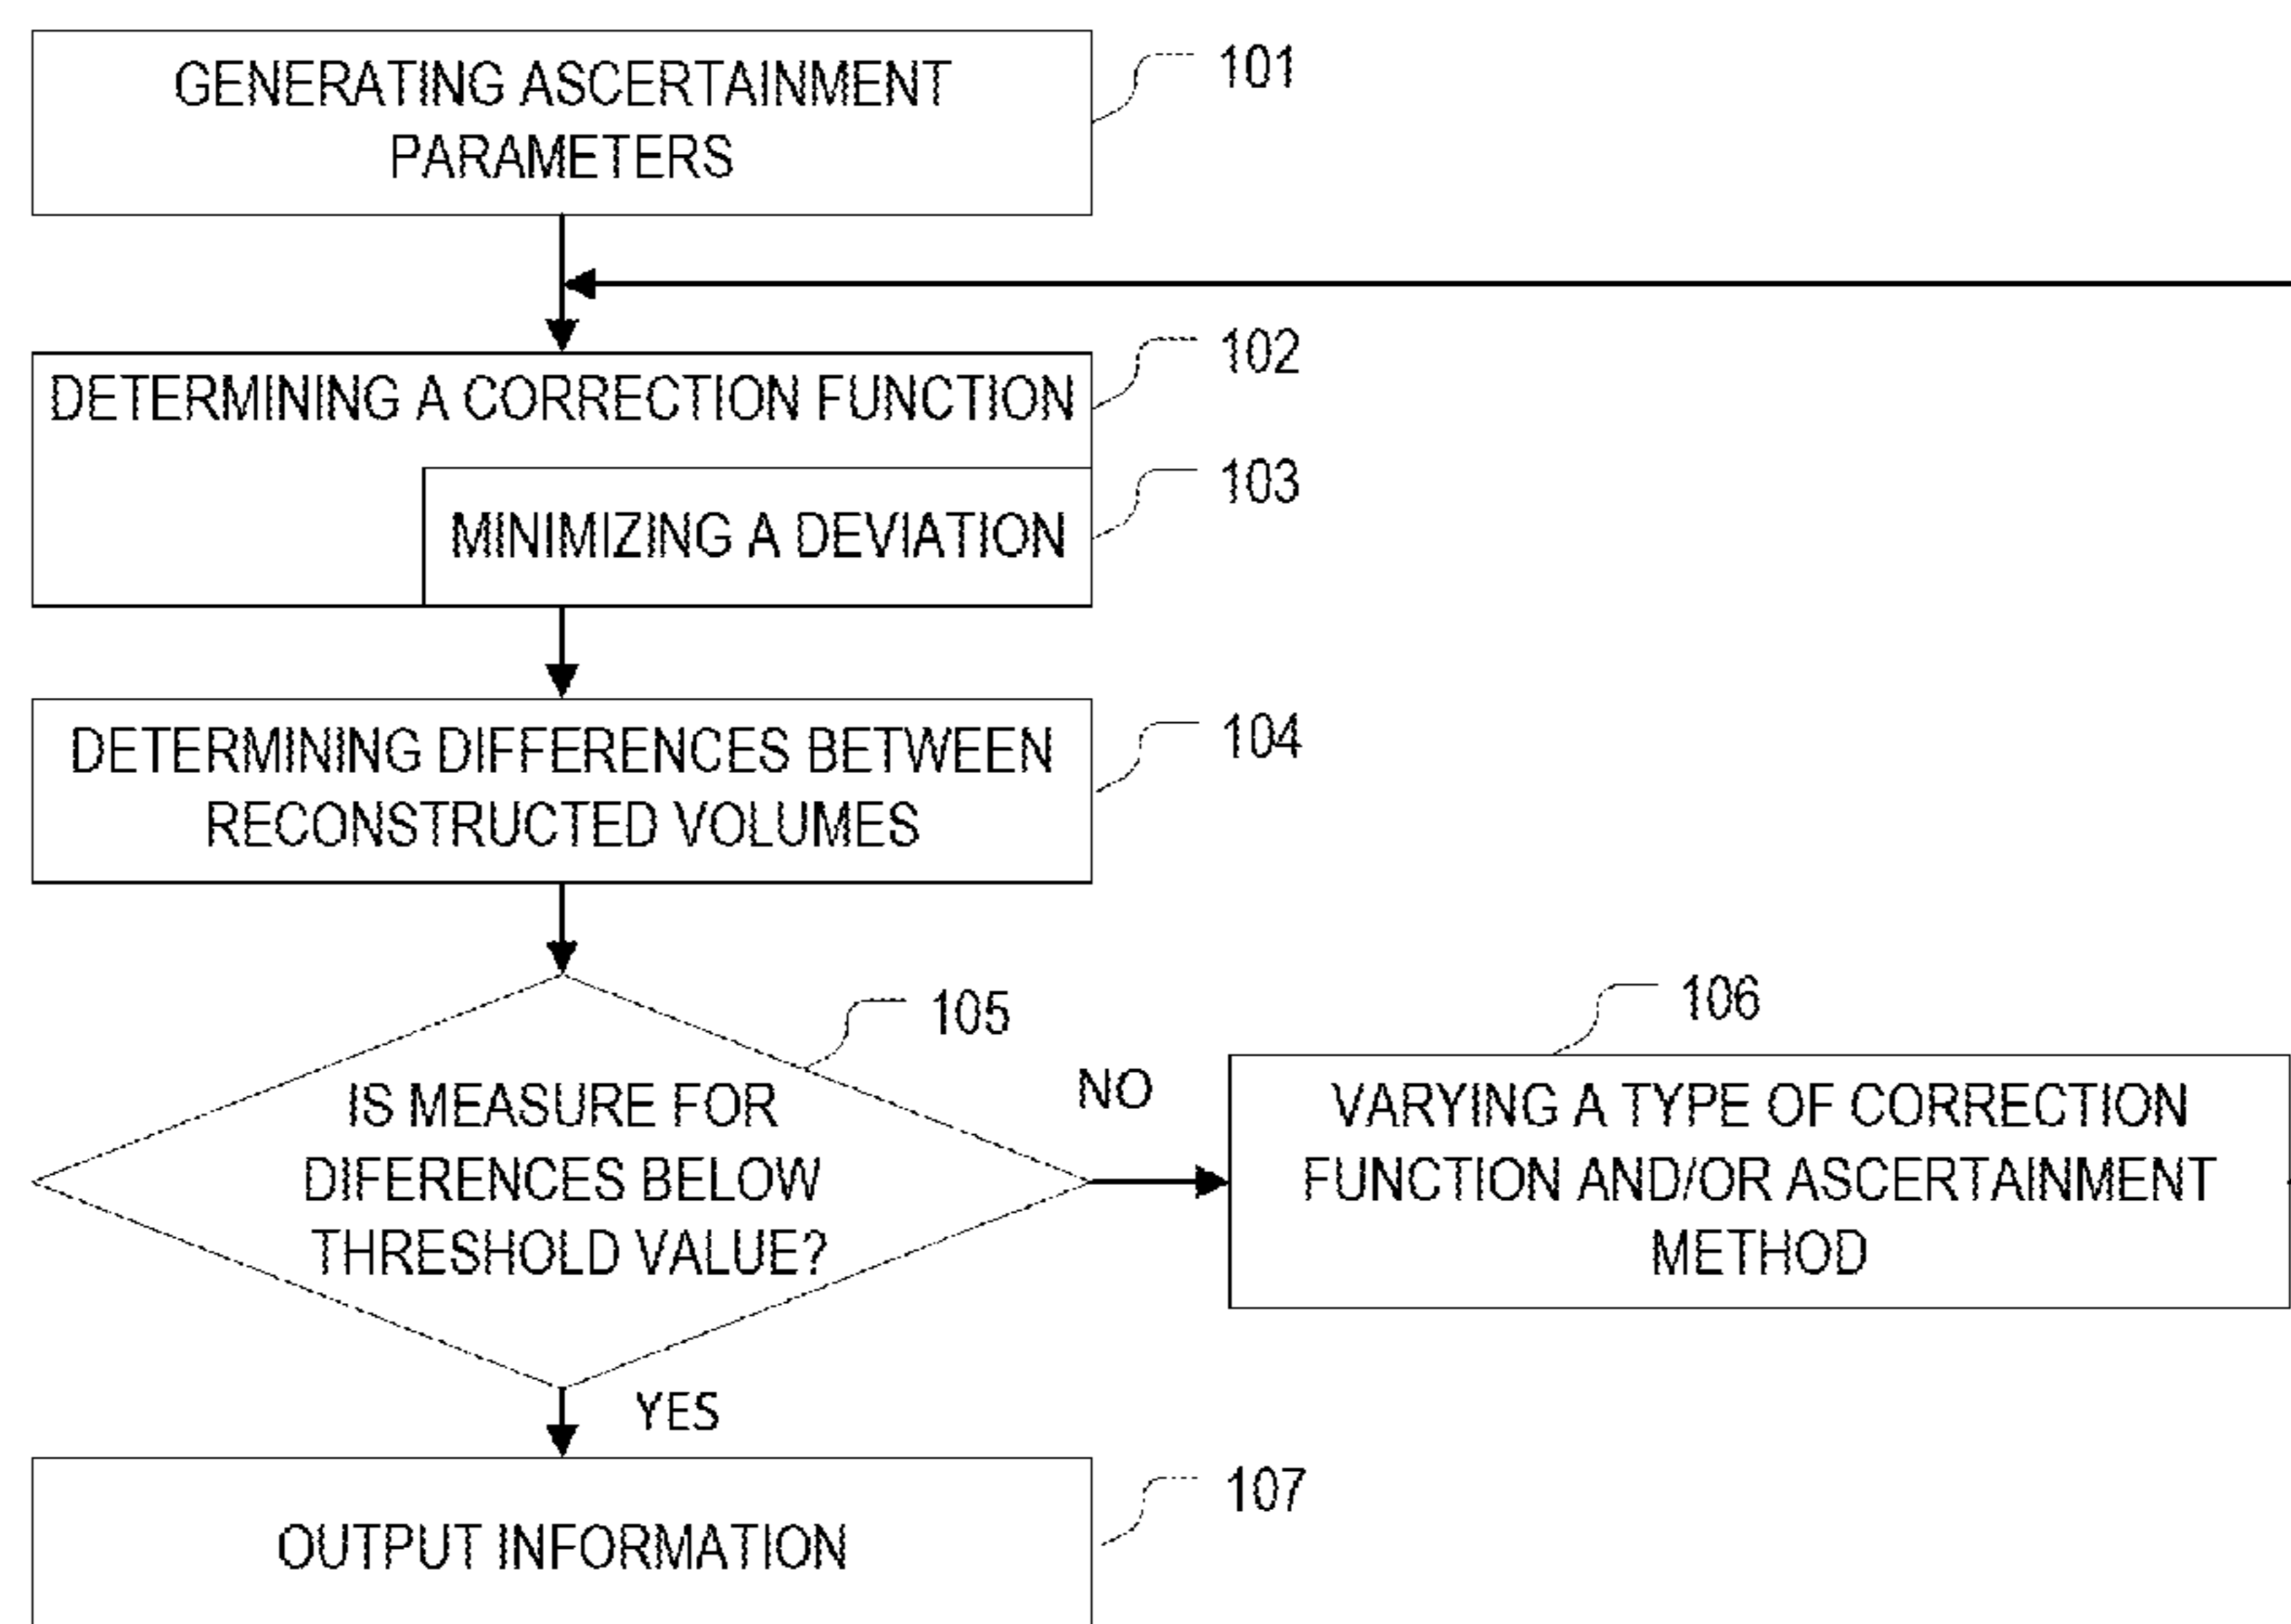 GENERATING ASCERTAINMENT
PARAMETERS
101
DETERMINING A CORRECTION FUNCTION
102
MINIMIZING A DEVIATION
103
DETERMINING DIFFERENCES BETWEEN
RECONSTRUCTED VOLUMES
104
105
IS MEASURE FOR
DIFERENCES BELOW
THRESHOLD VALUE?
NO
106
VARYING A TYPE OF CORRECTION
FUNCTION AND/OR ASCERTAINMENT
METHOD
YES
OUTPUT INFORMATION
107